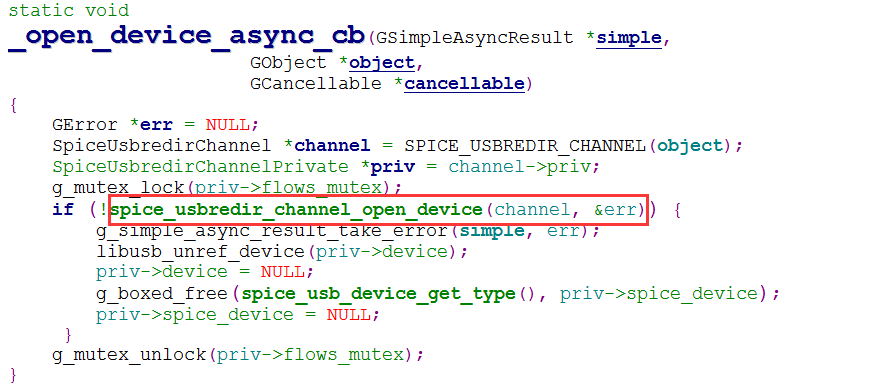 static void
_open_device_async_cb(GSimpleAsyncResult *simple,
                      GObject *object,
                      GCancellable *cancellable)
{
    GError *err = NULL;
    SpiceUsbredirChannel *channel = SPICE_USBREDIR_CHANNEL(object);
    SpiceUsbredirChannelPrivate *priv = channel->priv;
    g_mutex_lock(priv->flows_mutex);
    if (!spice_usbredir_channel_open_device(channel, &err)) {
        g_simple_async_result_take_error(simple, err);
        libusb_unref_device(priv->device);
        priv->device = NULL;
        g_boxed_free(spice_usb_device_get_type(), priv->spice_device);
        priv->spice_device = NULL;
     }
    g_mutex_unlock(priv->flows_mutex);
}